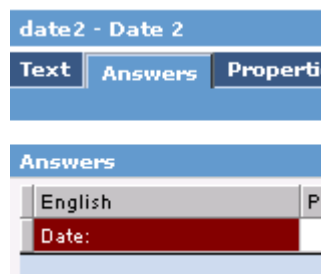 date2 - Date 2
Text Answers Properti
Answers
English P
Date: